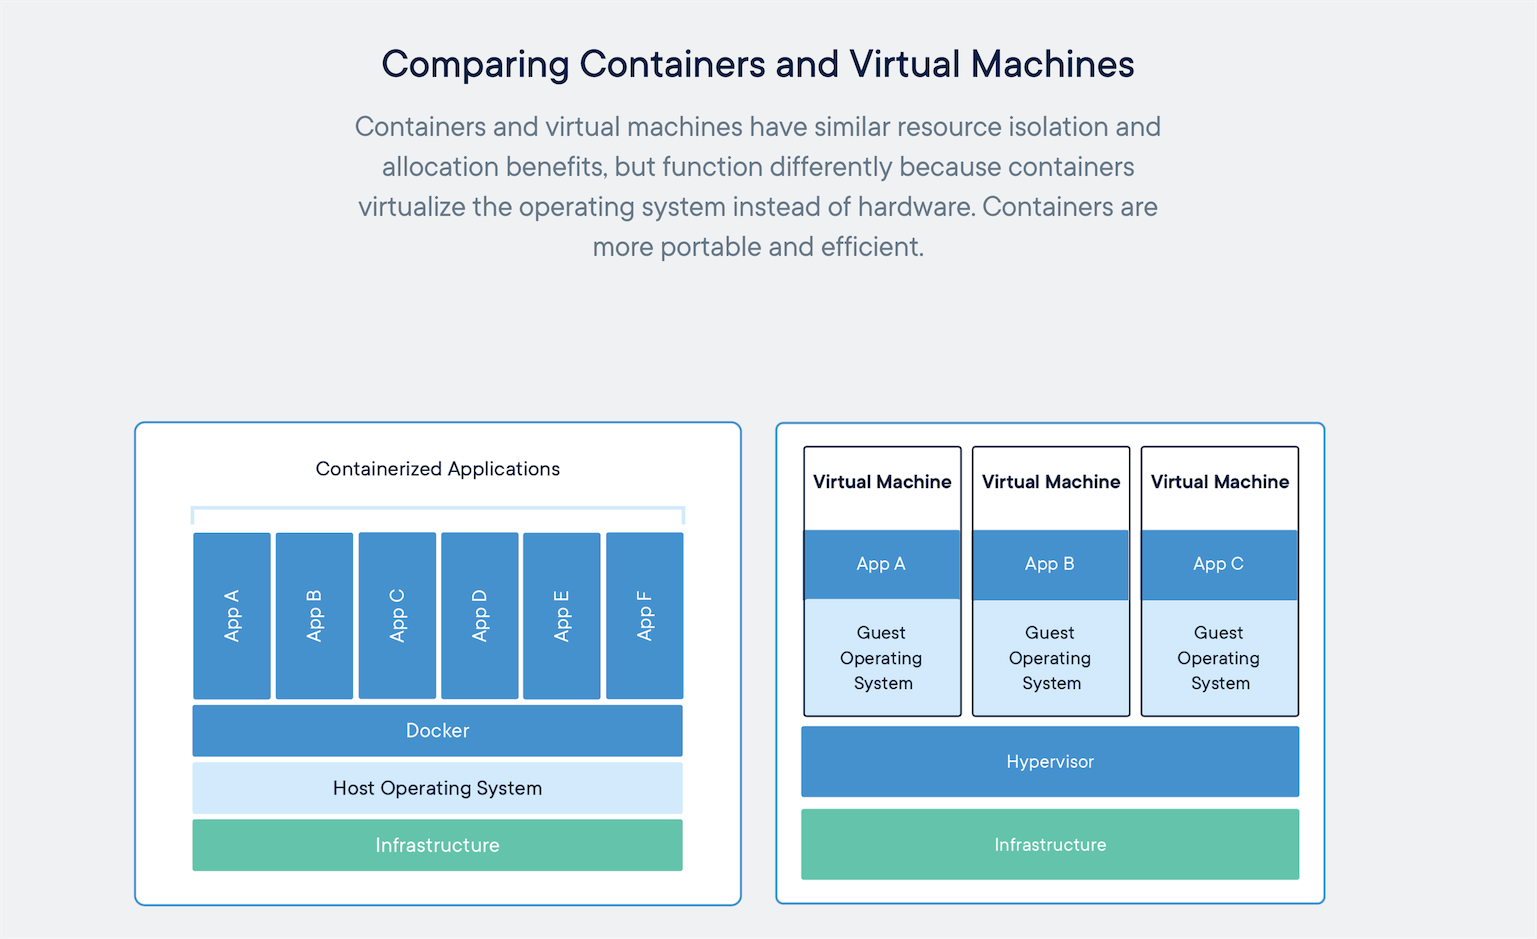 Comparing Containers and Virtual Machines
Containers and virtual machines have similar resource isolation and
allocation benefits, but function differently because containers
virtualize the operating system instead of hardware. Containers are
more portable and efficient.
Containerized Applications
App A
App B
App C
App D
App E
App F
Docker
Host Operating System
Infrastructure
Virtual Machine
App A
Guest
Operating
System
Virtual Machine
App B
Guest
Operating
System
Virtual Machine
App C
Guest
Operating
System
Hypervisor
Infrastructure